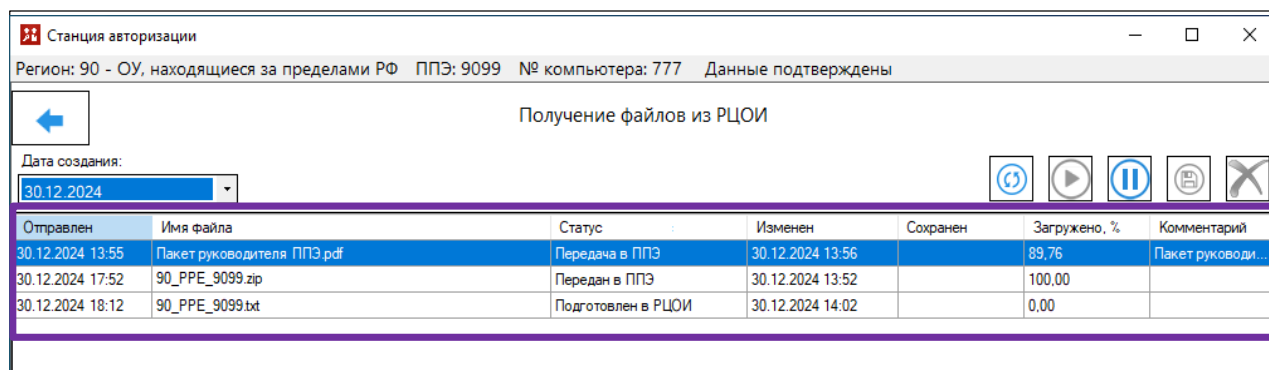 Станция авторизации
Регион: 90 - ОУ, находящиеся за пределами РФ ППЭ: 9099 № компьютера: 777 Данные подтверждены
Получение файлов из РЦОИ
Дата создания:
30.12.2024
Отправлен Имя файла Статус Изменен Сохранен Загружено, % Комментарий
30.12.2024 13:55 Пакет руководителя ППЭ.pdf Передача в ППЭ 30.12.2024 13:56 89,76 Пакет руководи...
30.12.2024 17:52 90_PPE_9099.zip Передан в ППЭ 30.12.2024 13:52 100,00
30.12.2024 18:12 90_PPE_9099.txt Подготовлен в РЦОИ 30.12.2024 14:02 0,00